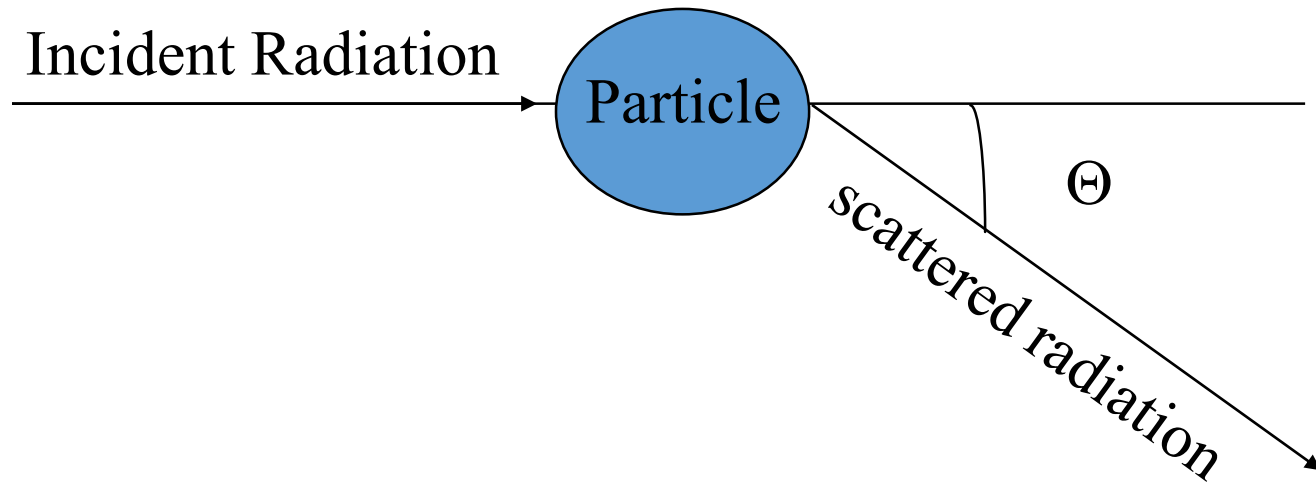 Incident Radiation
Particle
Θ
scattered radiation